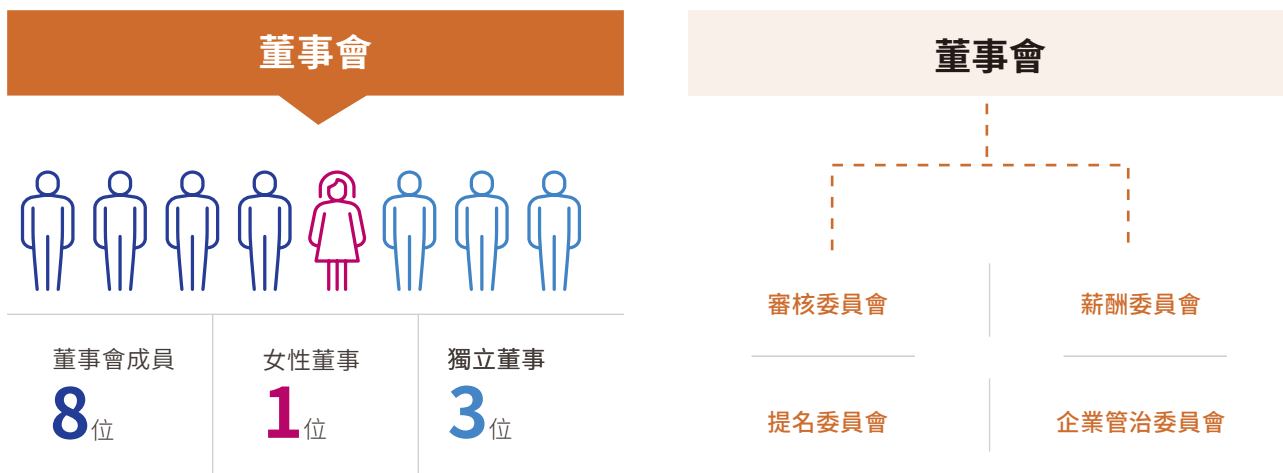 董事會
董事會成員
8位
女性董事
1位
獨立董事
3位
董事會
審核委員會
薪酬委員會
提名委員會
企業管治委員會